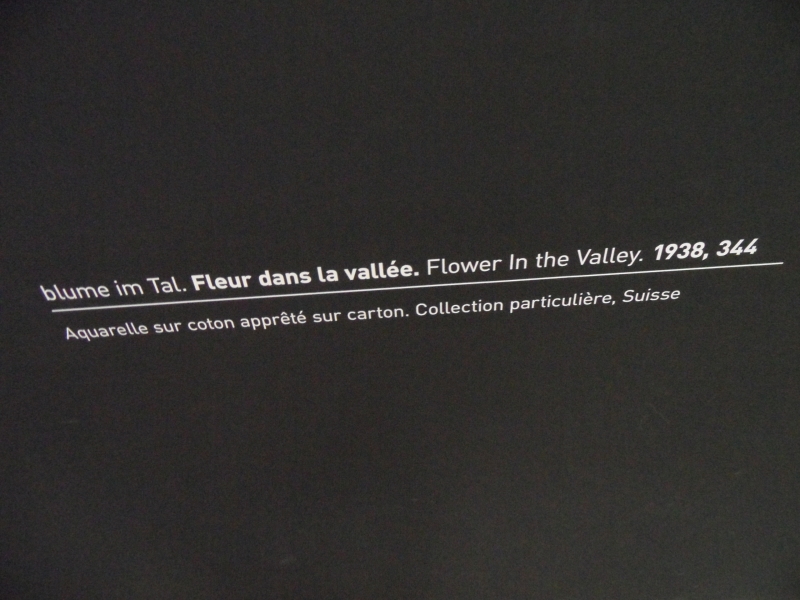 blume im Tal. Fleur dans la vallée. Flower In the Valley. 1938, 344
Aquarelle sur coton apprêté sur carton. Collection particulière, Suisse